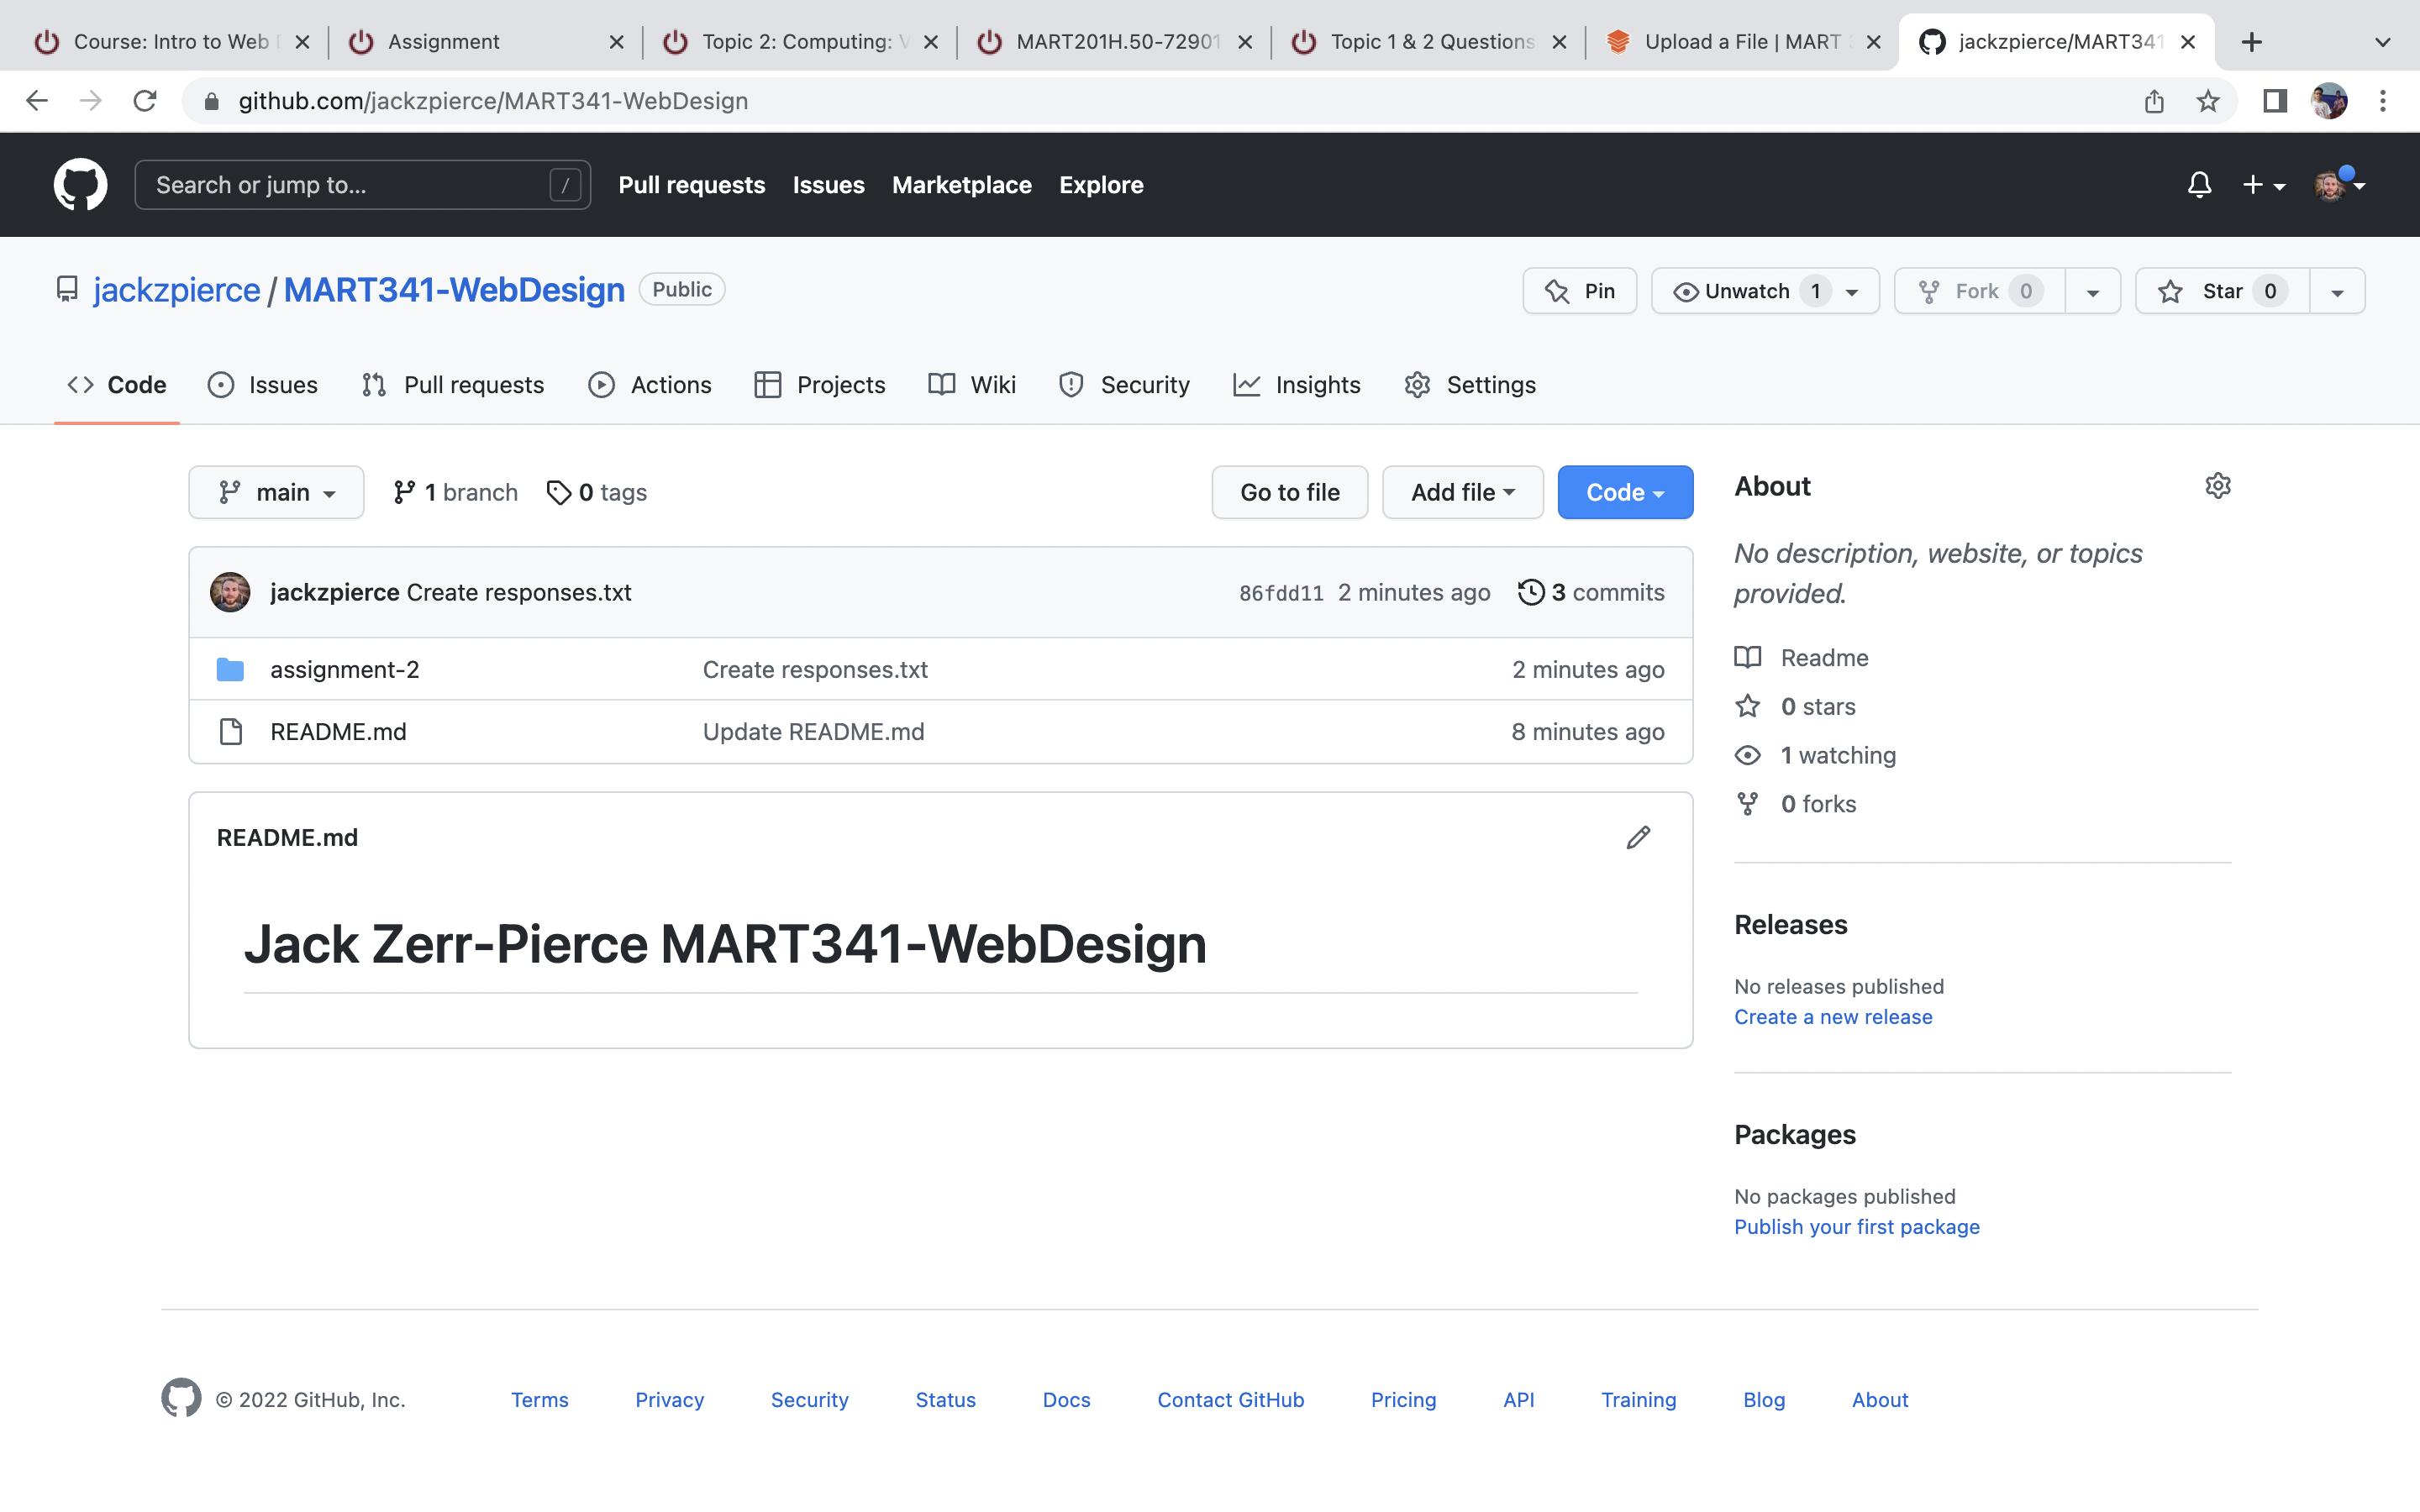 Course: Intro to Web
Assignment
Topic 2: Computing:
MART201H.50-72901
Topic 1 & 2 Questions
Upload a File | MART
jackzpierce/MART341
github.com/jackzpierce/MART341-WebDesign
Search or jump to... /
Pull requests Issues Marketplace Explore
jackzpierce / MART341-WebDesign Public
Pin Unwatch 1 Fork 0 Star 0
Code Issues Pull requests Actions Projects Wiki Security Insights Settings
main 1 branch 0 tags Go to file Add file Code
jackzpierce Create responses.txt 86fdd11 2 minutes ago 3 commits
assignment-2 Create responses.txt 2 minutes ago
README.md Update README.md 8 minutes ago
README.md
Jack Zerr-Pierce MART341-WebDesign
About
No description, website, or topics
provided.
Readme
0 stars
1 watching
0 forks
Releases
No releases published
Create a new release
Packages
No packages published
Publish your first package
© 2022 GitHub, Inc. Terms Privacy Security Status Docs Contact GitHub Pricing API Training Blog About